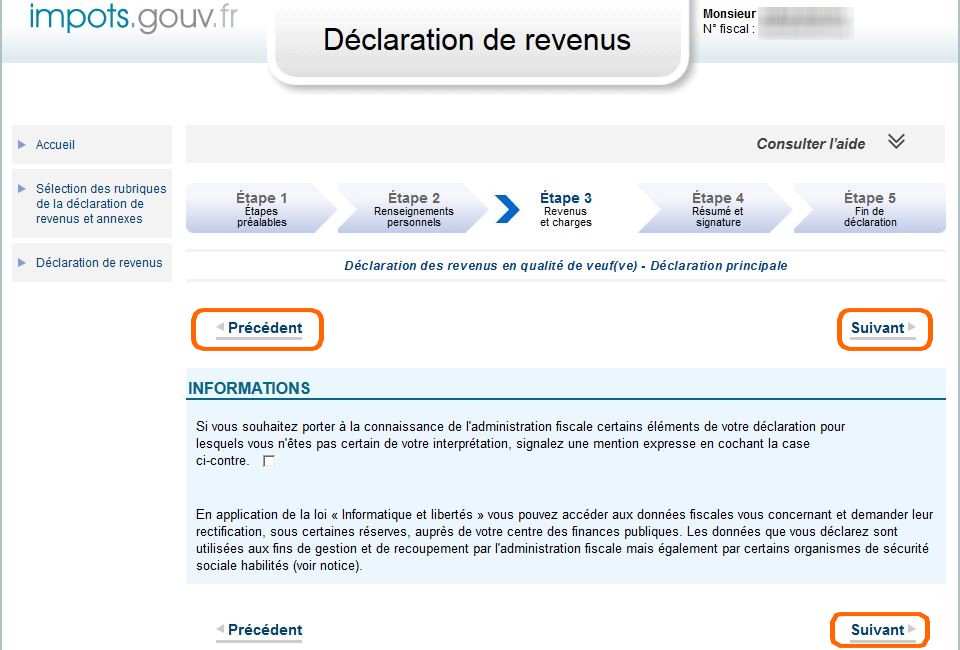 impots.gouv.fr
Déclaration de revenus
Monsieur
N° fiscal :
Accueil
Sélection des rubriques
de la déclaration de
revenus et annexes
Déclaration de revenus
Consulter l'aide
Étape 1
Étapes
préalables
Étape 2
Renseignements
personnels
Étape 3
Revenus
et charges
Étape 4
Résumé et
signature
Étape 5
Fin de
déclaration
Déclaration des revenus en qualité de veuf(ve) - Déclaration principale
Précédent
Suivant
INFORMATIONS
Si vous souhaitez porter à la connaissance de l'administration fiscale certains éléments de votre déclaration pour
lesquels vous n'êtes pas certain de votre interprétation, signalez une mention expresse en cochant la case
ci-contre.
En application de la loi « Informatique et libertés » vous pouvez accéder aux données fiscales vous concernant et demander leur
rectification, sous certaines réserves, auprès de votre centre des finances publiques. Les données que vous déclarez sont
utilisées aux fins de gestion et de recoupement par l'administration fiscale mais également par certains organismes de sécurité
sociale habilités (voir notice).
Précédent
Suivant